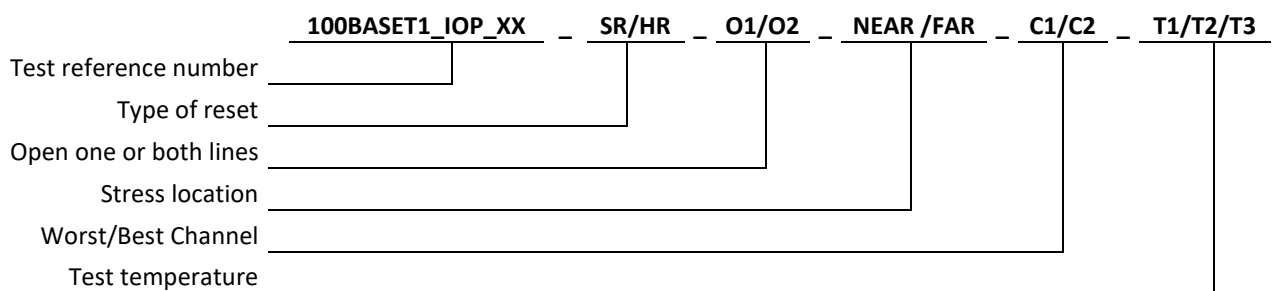 100BASET1_IOP_XX _ SR/HR _ O1/O2 _ NEAR /FAR _ C1/C2 _ T1/T2/T3
Test reference number
Type of reset
Open one or both lines
Stress location
Worst/Best Channel
Test temperature